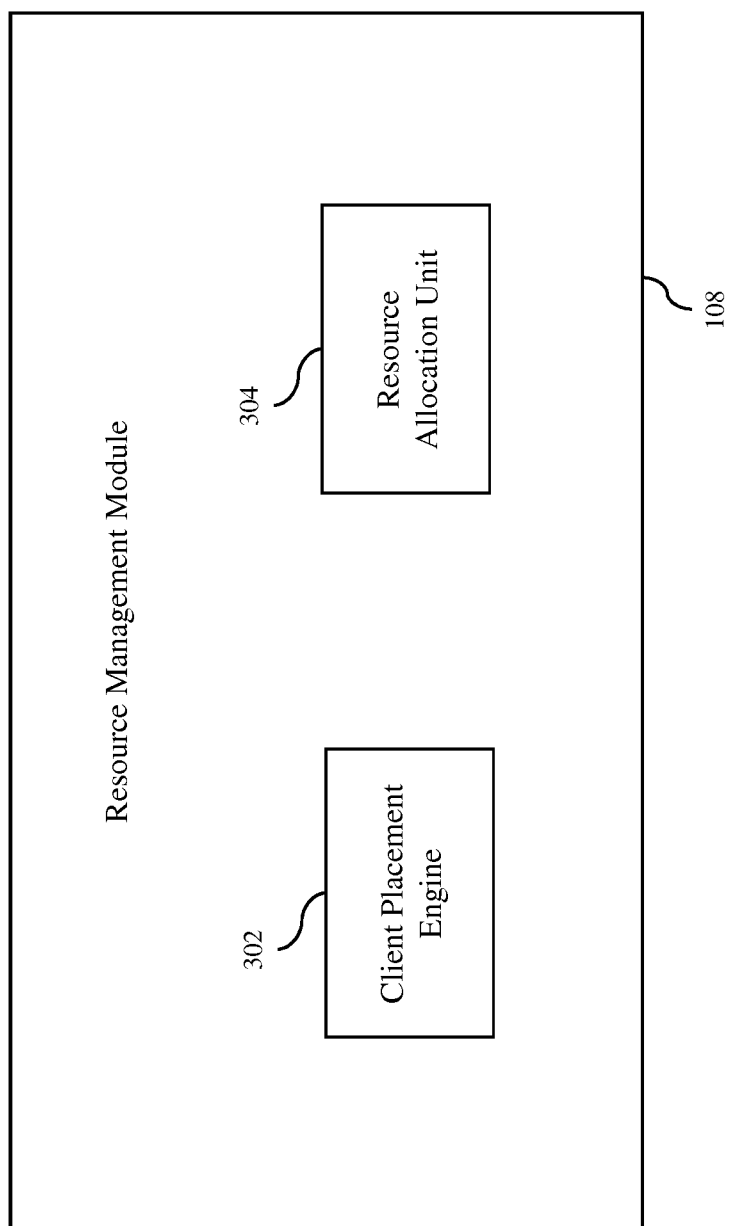 Resource Management Module
302
304
Client Placement
Engine
Resource
Allocation Unit
108